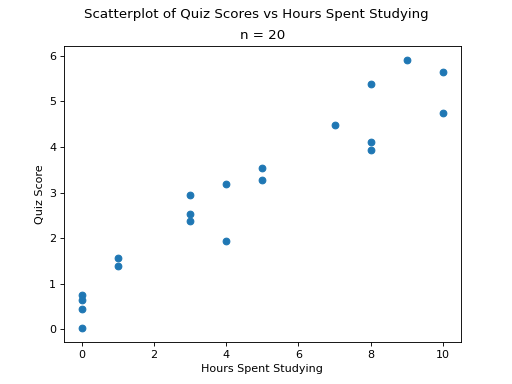 Scatterplot of Quiz Scores vs Hours Spent Studying
n = 20
6
5
4
3
2
1
0
Quiz Score
0 2 4 6 8 10
Hours Spent Studying